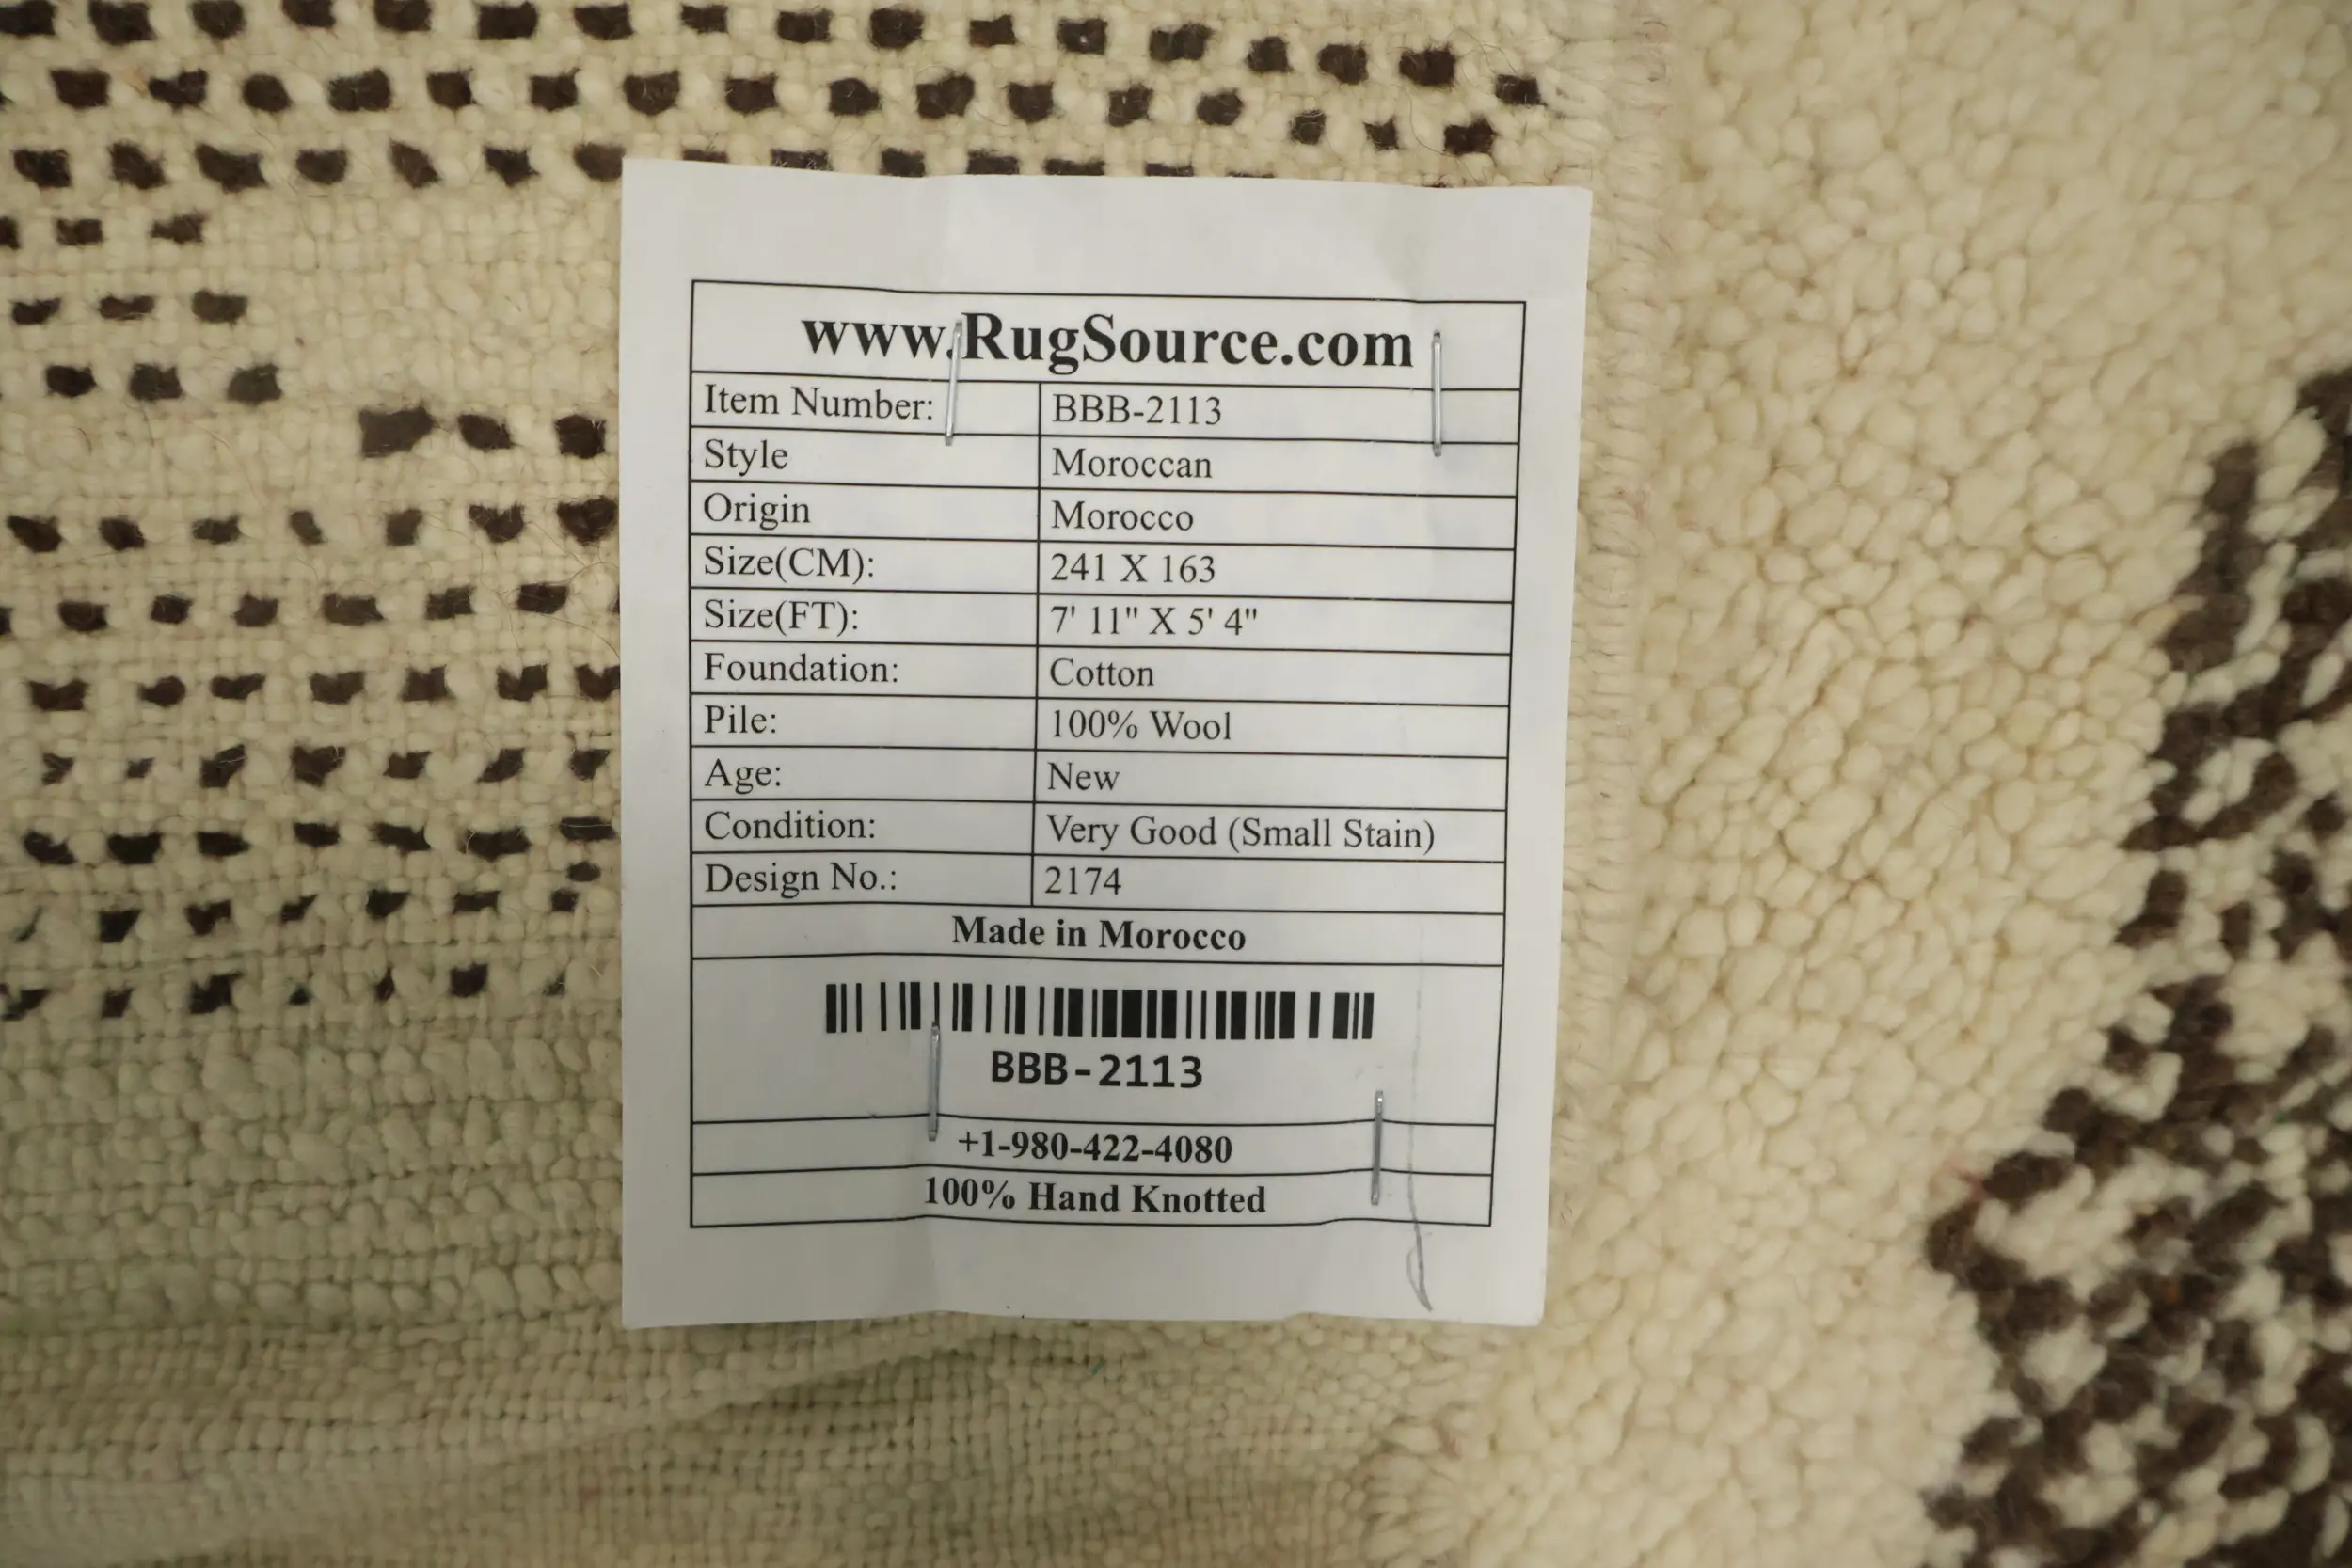 www.RugSource.com
Item Number: BBB-2113
Style Moroccan
Origin Morocco
Size(CM): 241 X 163
Size(FT): 7' 11" X 5' 4"
Foundation: Cotton
Pile: 100% Wool
Age: New
Condition: Very Good (Small Stain)
Design No.: 2174
Made in Morocco
BBB-2113
+1-980-422-4080
100% Hand Knotted